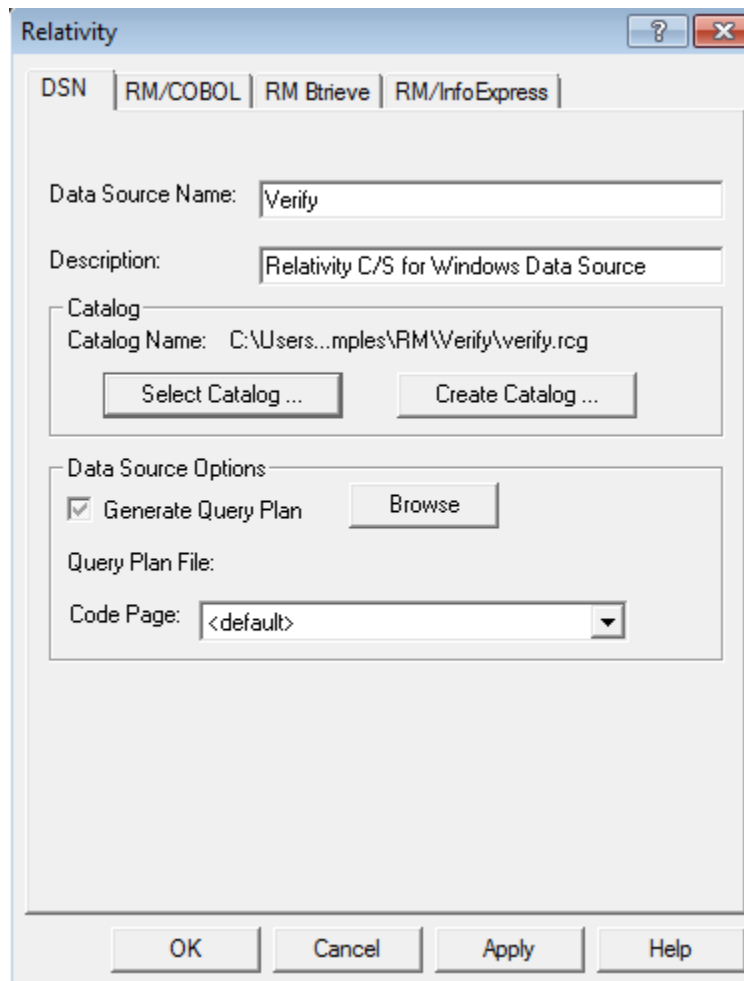 Relativity
DSN RM/COBOL RM Btrieve RM/InfoExpress
Data Source Name: Verify
Description: Relativity C/S for Windows Data Source
Catalog
Catalog Name: C:\Users...mples\RM\Verify\verify.rcg
Select Catalog ... Create Catalog ...
Data Source Options
Generate Query Plan Browse
Query Plan File:
Code Page: <default>
OK Cancel Apply Help